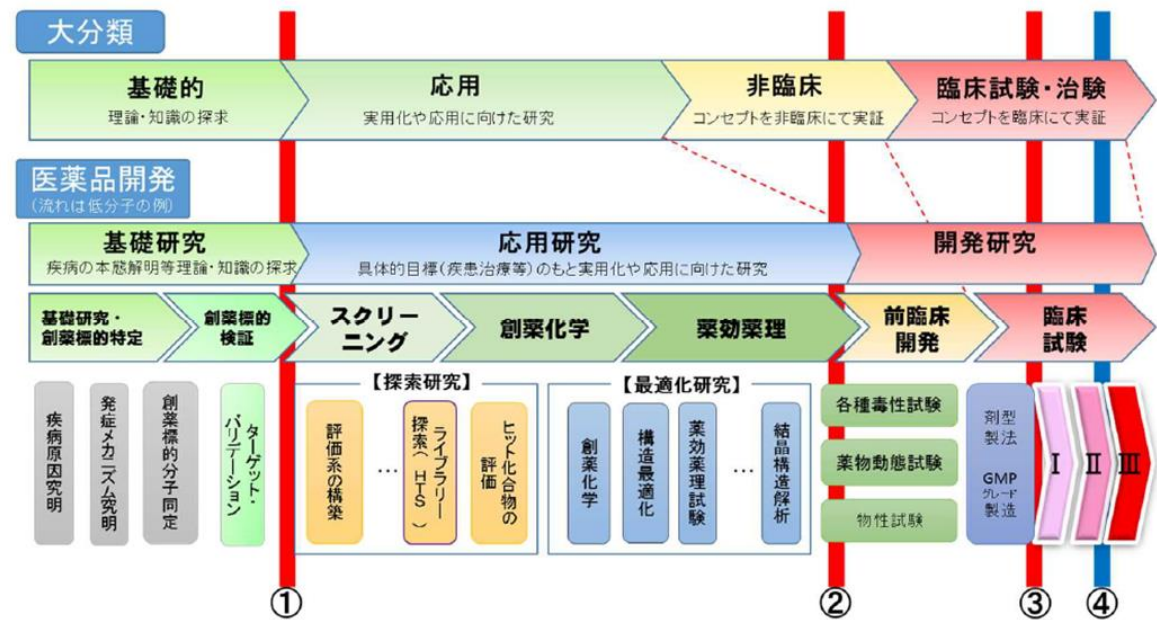 大分類
基礎的
理論・知識の探求
応用
実用化や応用に向けた研究
非臨床
コンセプトを非臨床にて実証
臨床試験・治験
コンセプトを臨床にて実証
医薬品開発
(流れは低分子の例)
基礎研究
疾病の本態解明等理論・知識の探求
応用研究
具体的目標(疾患治療等)のもと実用化や応用に向けた研究
開発研究
基礎研究・
創薬標的特定
創薬標的
検証
スクリー
ニング
創薬化学
薬効薬理
前臨床
開発
臨床
試験
疾病原因究明
発症メカニズム究明
創薬標的分子同定
ターゲット・
バリデーション
【探索研究】
評価系の構築
…
ライブラリー
探索(HTS)
ヒット化合物の
評価
【最適化研究】
創薬化学
構造最適化
薬効薬理試験
…
結晶構造解析
各種毒性試験
薬物動態試験
物性試験
剤型
製法
GMP
グレード
製造
Ⅰ
Ⅱ
Ⅲ
①
②
③
④